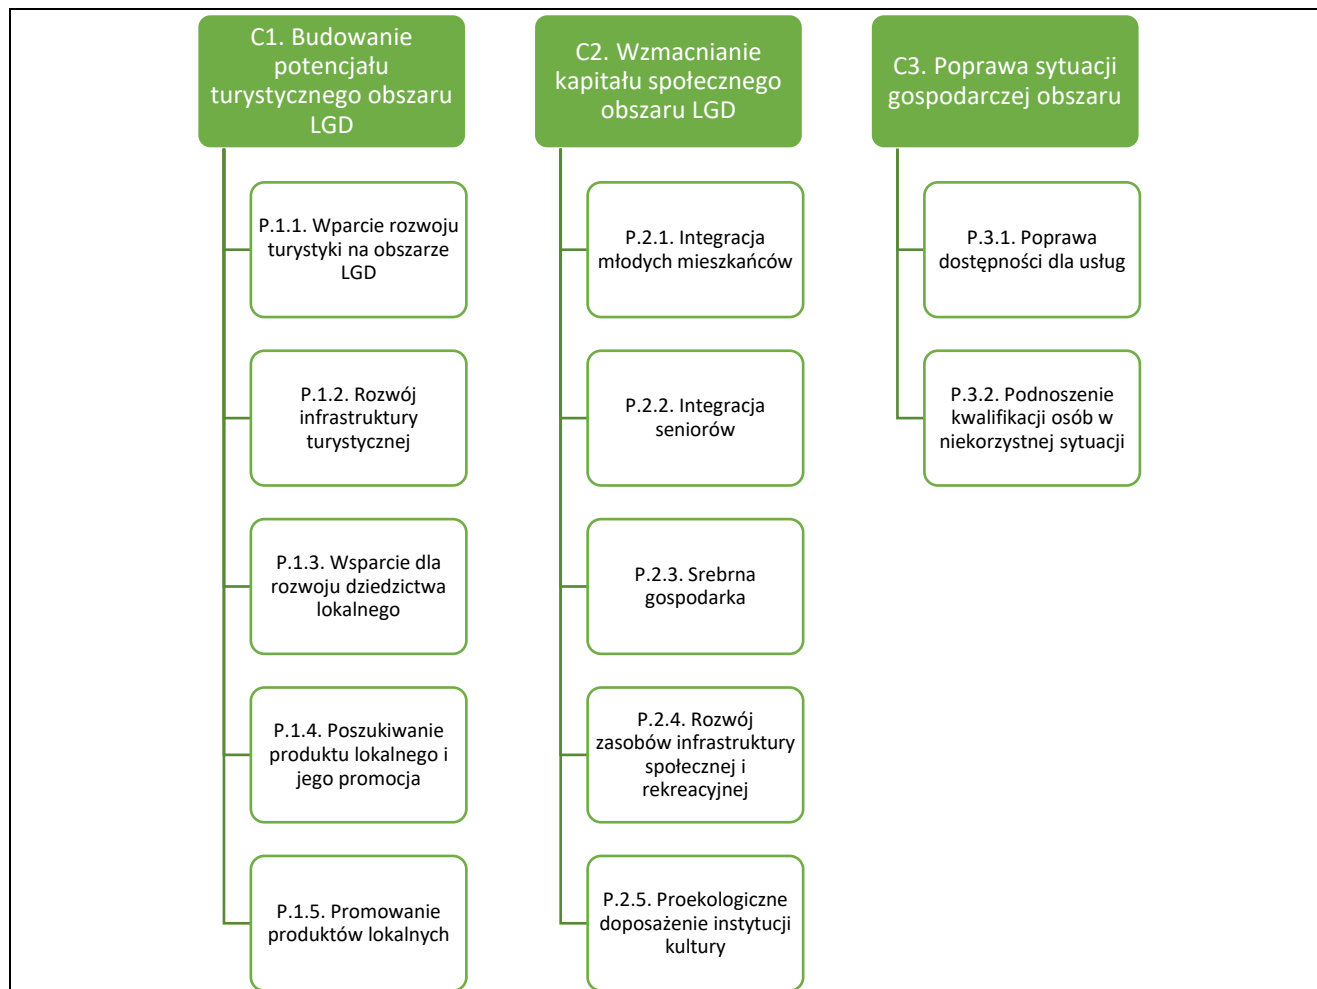 C1. Budowanie
potencjału
turystycznego obszaru
LGD
P.1.1. Wparcie rozwoju
turystyki na obszarze
LGD
P.1.2. Rozwój
infrastruktury
turystycznej
P.1.3. Wsparcie dla
rozwoju dziedzictwa
lokalnego
P.1.4. Poszukiwanie
produktu lokalnego i
jego promocja
P.1.5. Promowanie
produktów lokalnych
C2. Wzmacnianie
kapitału społecznego
obszaru LGD
P.2.1. Integracja
młodych mieszkańców
P.2.2. Integracja
seniorów
P.2.3. Srebrna
gospodarka
P.2.4. Rozwój
zasobów infrastruktury
społecznej i
rekreacyjnej
P.2.5. Proekologiczne
doposażenie instytucji
kultury
C3. Poprawa sytuacji
gospodarczej obszaru
P.3.1. Poprawa
dostępności dla usług
P.3.2. Podnoszenie
kwalifikacji osób w
niekorzystnej sytuacji